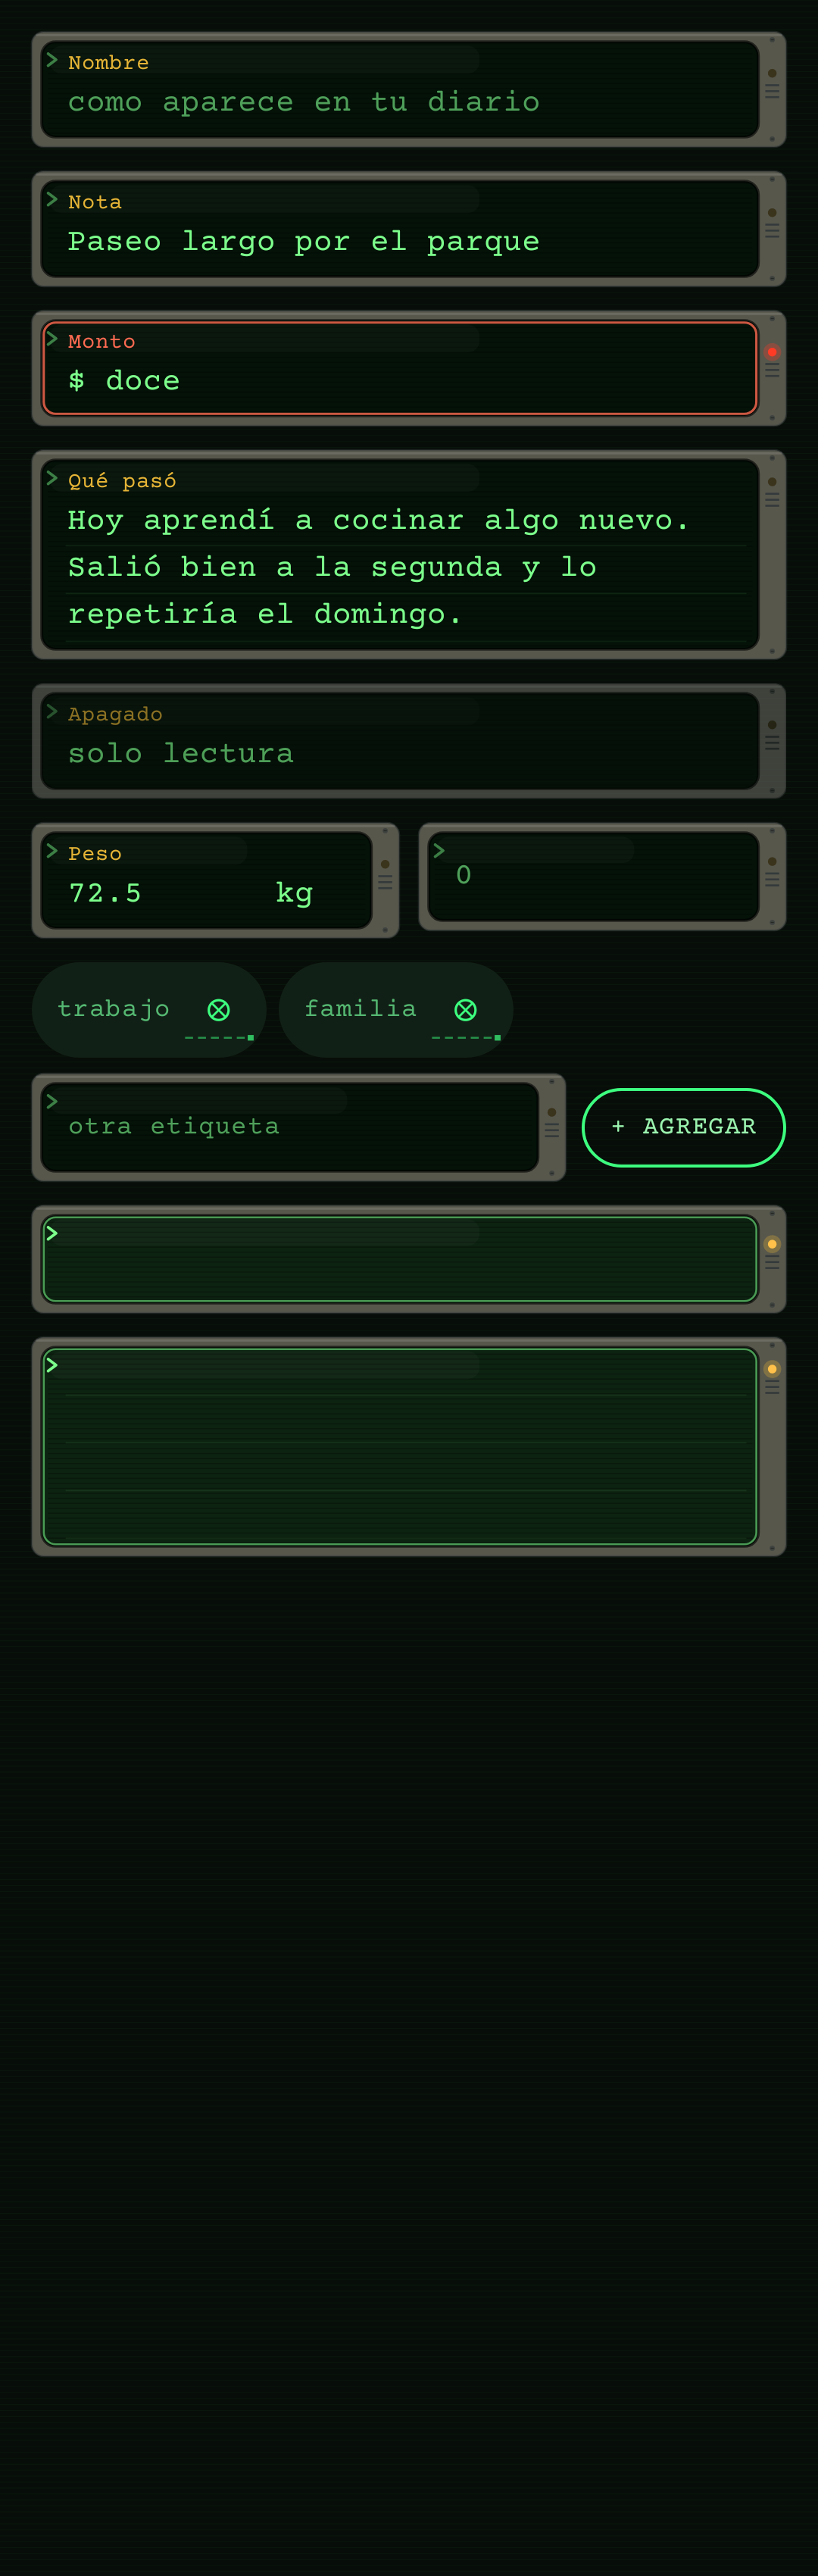 > Nombre
como aparece en tu diario
> Nota
Paseo largo por el parque
> Monto
$ doce
> Qué pasó
Hoy aprendí a cocinar algo nuevo.
Salió bien a la segunda y lo
repetiría el domingo.
> Apagado
solo lectura
> Peso
72.5 kg
> 0
trabajo ⊗ familia ⊗
> otra etiqueta
+ AGREGAR
>
>